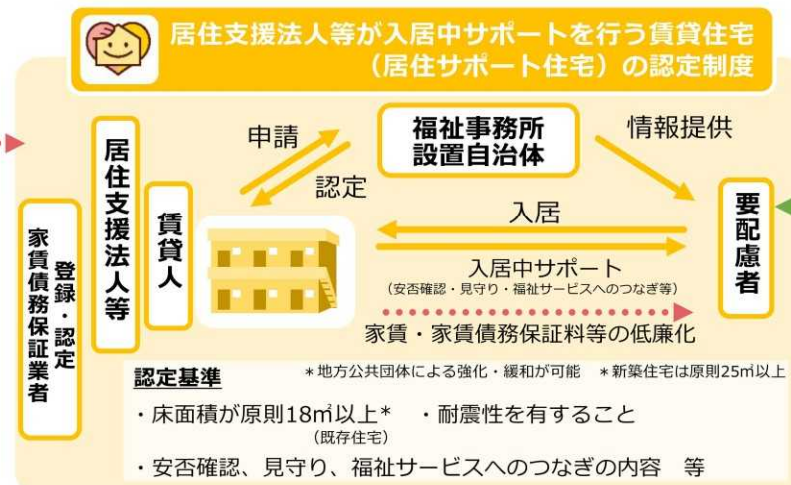 居住支援法人等が入居中サポートを行う賃貸住宅
（居住サポート住宅）の認定制度
申請
認定
福祉事務所
設置自治体
情報提供
登録・認定
家賃債務保証業者
居住支援法人等
賃貸人
入居
入居中サポート
（安否確認・見守り・福祉サービスへのつなぎ等）
家賃・家賃債務保証料等の低廉化
要配慮者
認定基準 *地方公共団体による強化・緩和が可能 *新築住宅は原則25㎡以上
・床面積が原則18㎡以上* ・耐震性を有すること
（既存住宅）
・安否確認、見守り、福祉サービスへのつなぎの内容 等